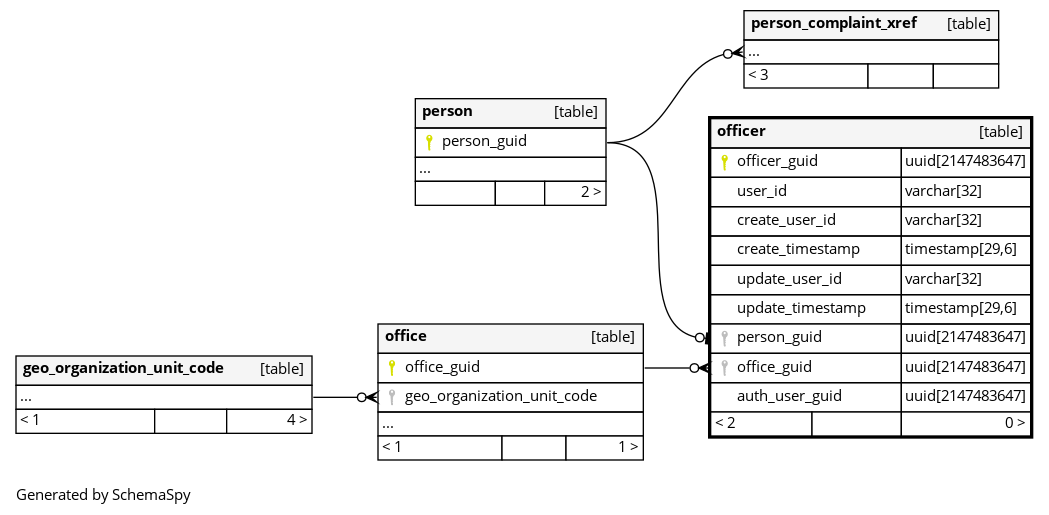 person_complaint_xref [table]
...
< 3
person [table]
person_guid
...
2 >
officer [table]
officer_guid uuid[2147483647]
user_id varchar[32]
create_user_id varchar[32]
create_timestamp timestamp[29,6]
update_user_id varchar[32]
update_timestamp timestamp[29,6]
person_guid uuid[2147483647]
office_guid uuid[2147483647]
auth_user_guid uuid[2147483647]
< 2 0 >
office [table]
office_guid
geo_organization_unit_code
...
< 1 1 >
geo_organization_unit_code [table]
...
< 1 4 >
Generated by SchemaSpy